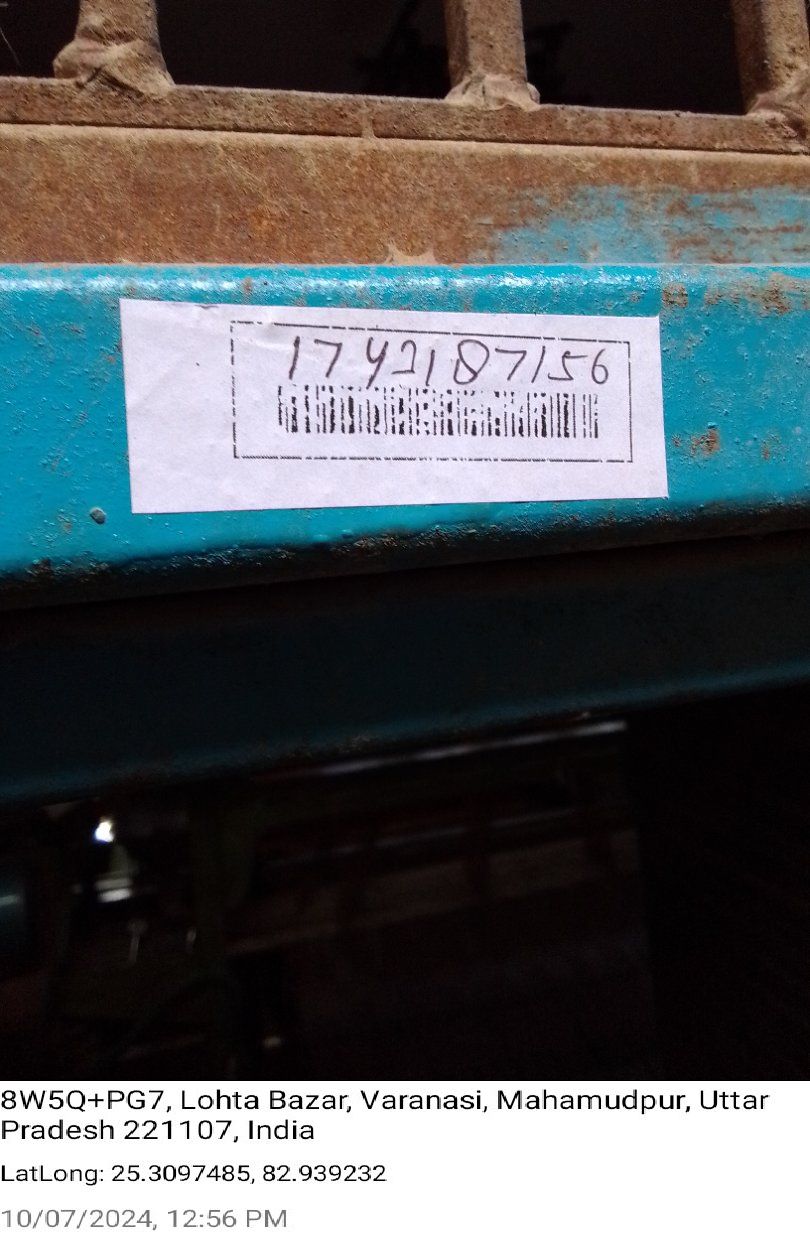 1742187156
8W5Q+PG7, Lohta Bazar, Varanasi, Mahamudpur, Uttar
Pradesh 221107, India
LatLong: 25.3097485, 82.939232
10/07/2024, 12:56 PM